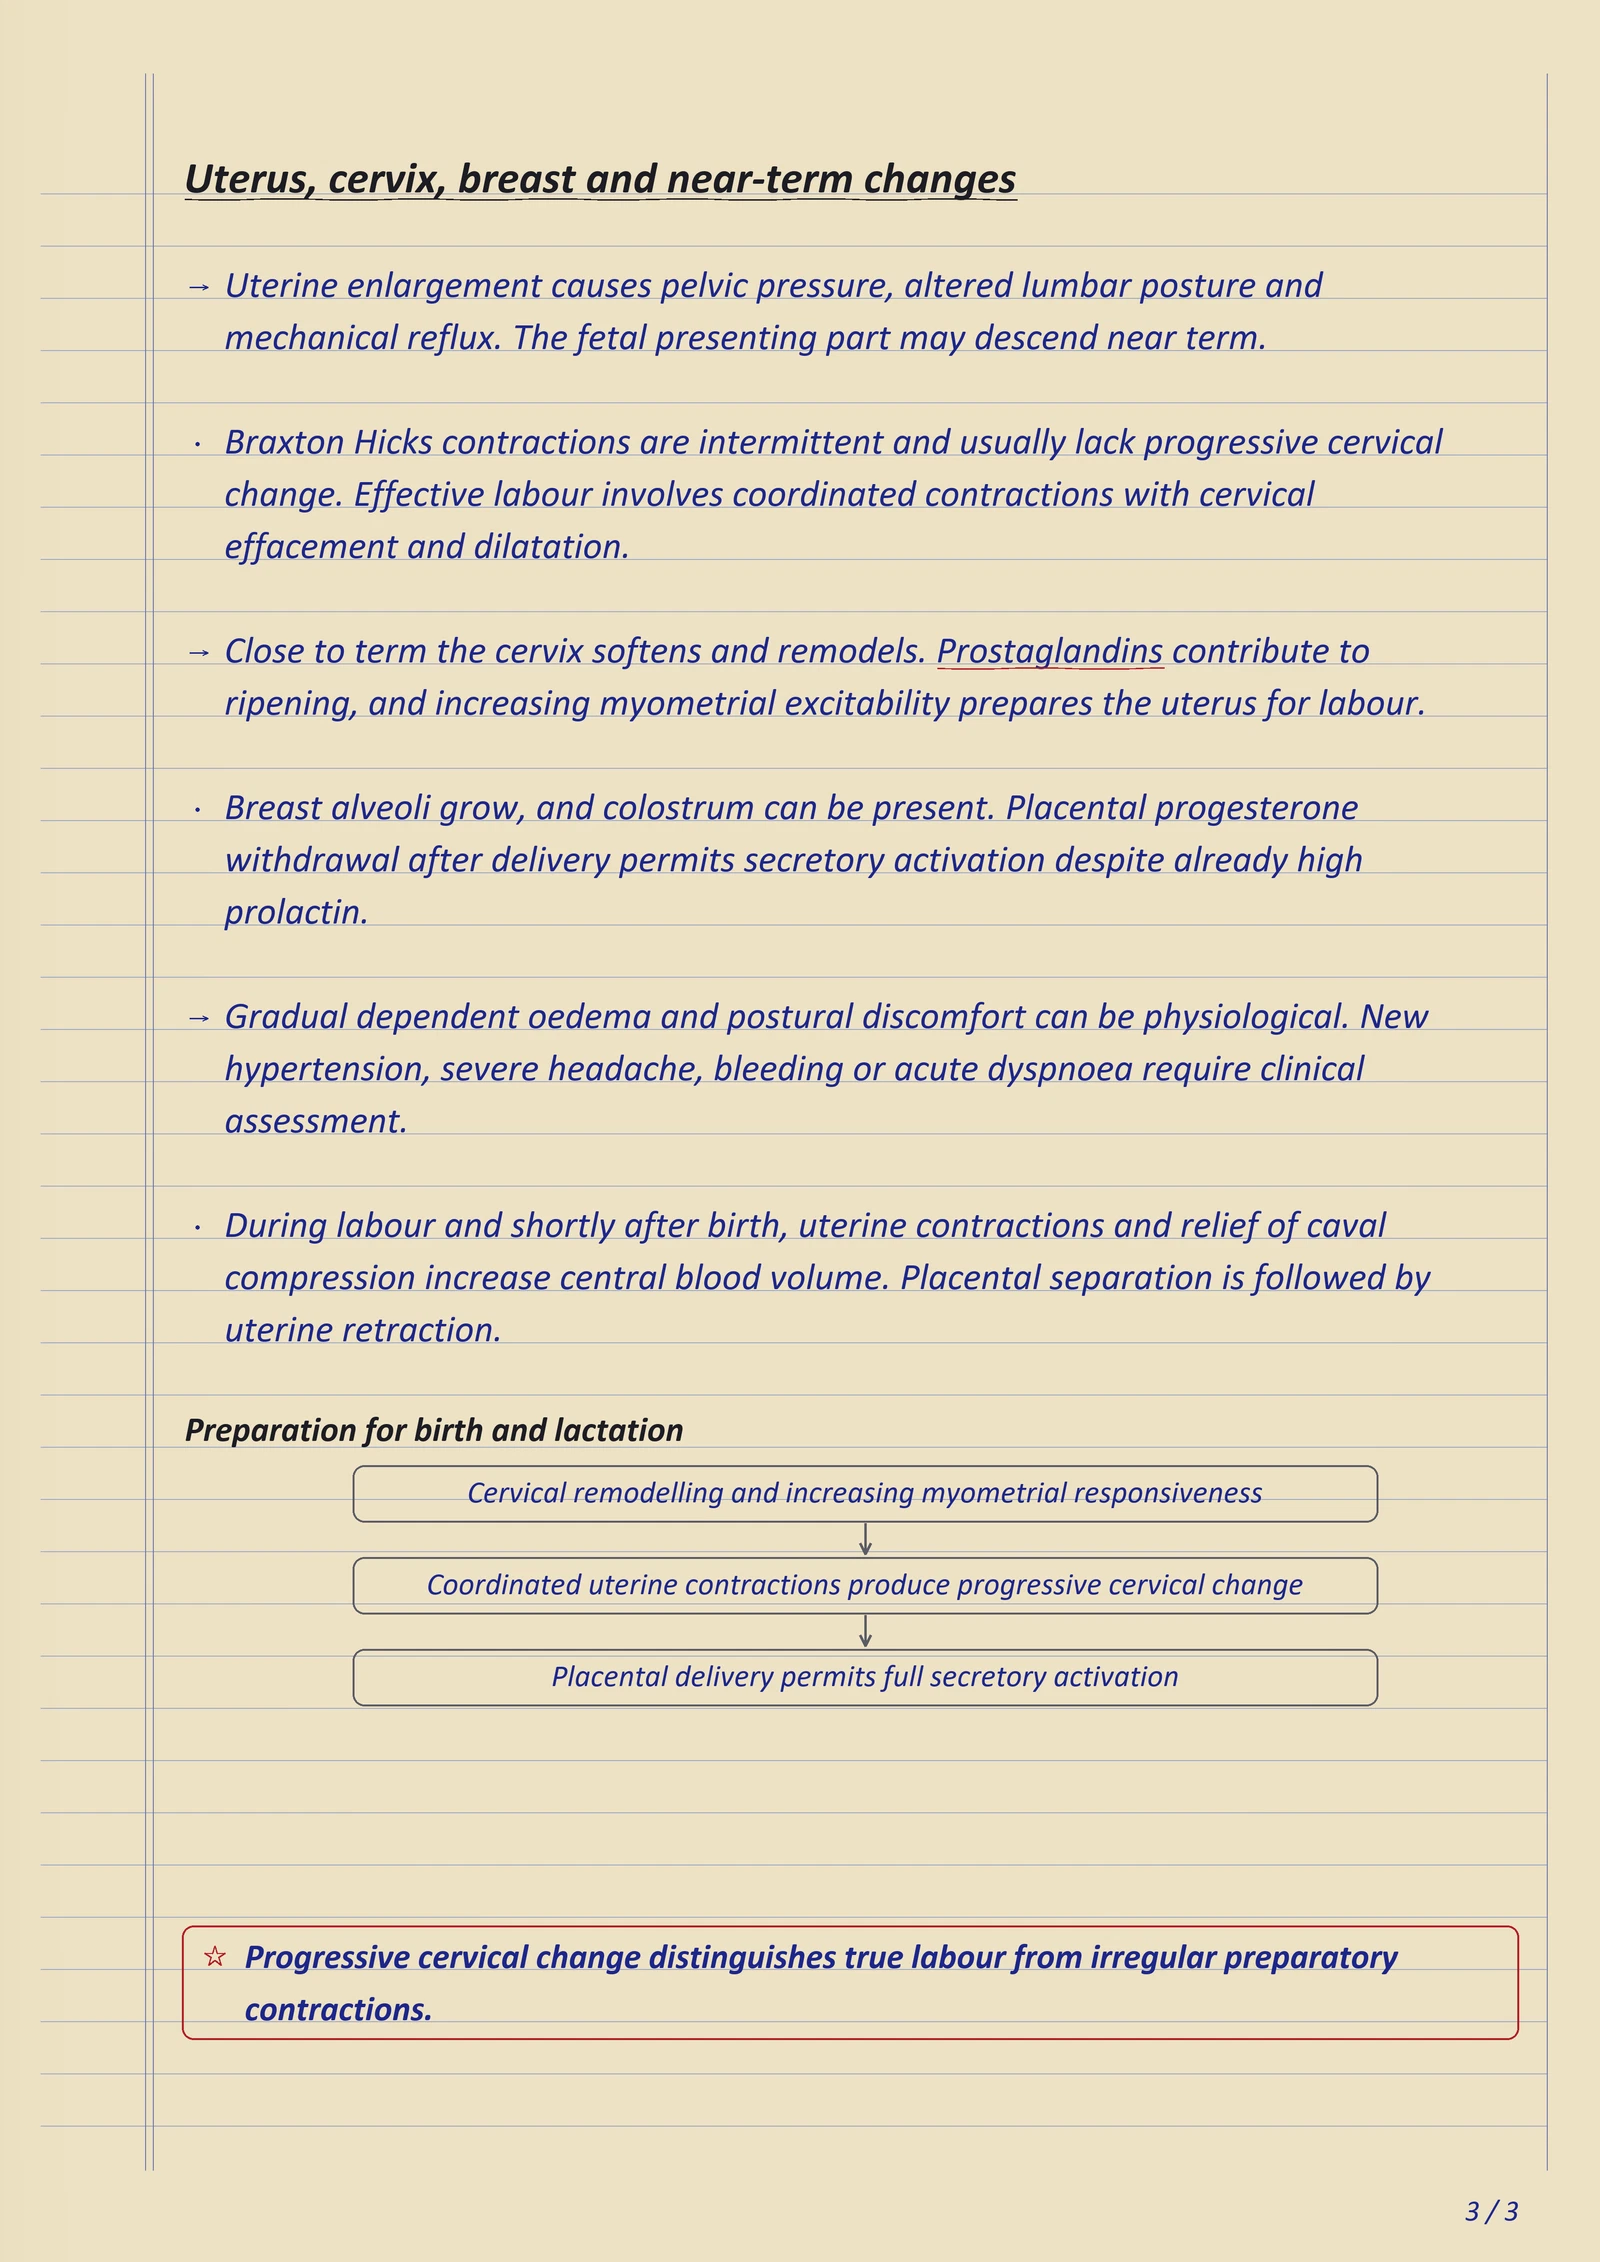 Uterus, cervix, breast and near-term changes
→ Uterine enlargement causes pelvic pressure, altered lumbar posture and
mechanical reflux. The fetal presenting part may descend near term.
· Braxton Hicks contractions are intermittent and usually lack progressive cervical
change. Effective labour involves coordinated contractions with cervical
effacement and dilatation.
→ Close to term the cervix softens and remodels. Prostaglandins contribute to
ripening, and increasing myometrial excitability prepares the uterus for labour.
· Breast alveoli grow, and colostrum can be present. Placental progesterone
withdrawal after delivery permits secretory activation despite already high
prolactin.
→ Gradual dependent oedema and postural discomfort can be physiological. New
hypertension, severe headache, bleeding or acute dyspnoea require clinical
assessment.
· During labour and shortly after birth, uterine contractions and relief of caval
compression increase central blood volume. Placental separation is followed by
uterine retraction.
Preparation for birth and lactation
Cervical remodelling and increasing myometrial responsiveness
Coordinated uterine contractions produce progressive cervical change
Placental delivery permits full secretory activation
☆ Progressive cervical change distinguishes true labour from irregular preparatory
contractions.
3 / 3